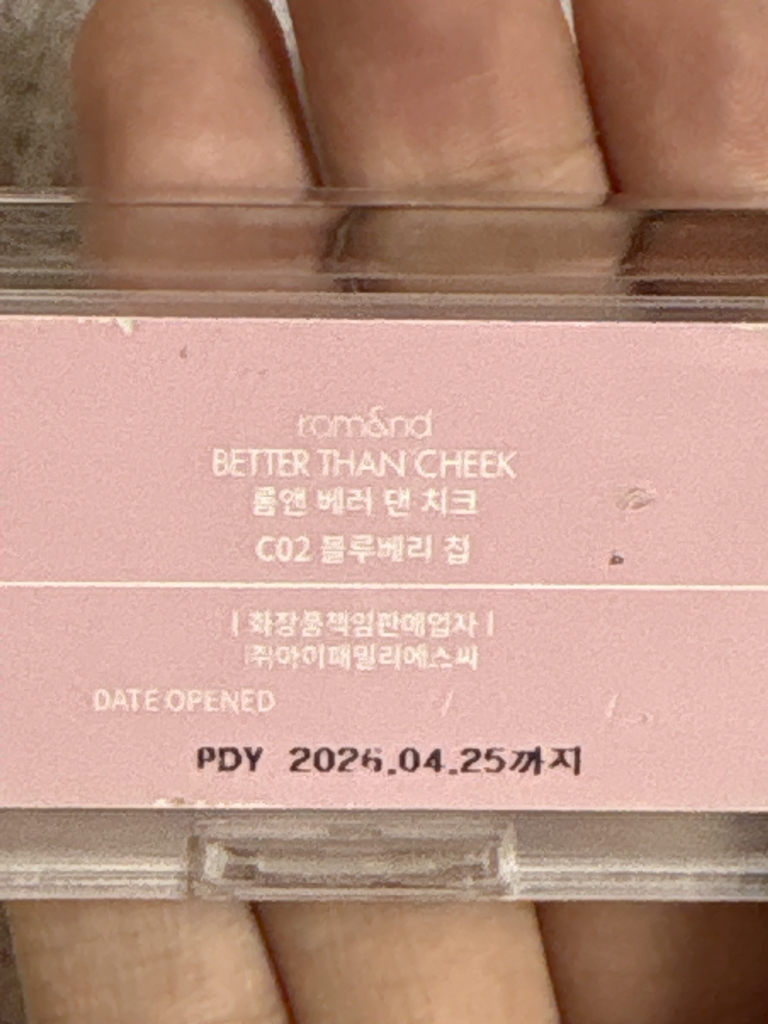 rom&nd
BETTER THAN CHEEK
롬앤 베러 댄 치크
C02 블루베리 칩
| 화장품책임판매업자 |
㈜아이패밀리에스씨
DATE OPENED / /
PDY 2026.04.25까지